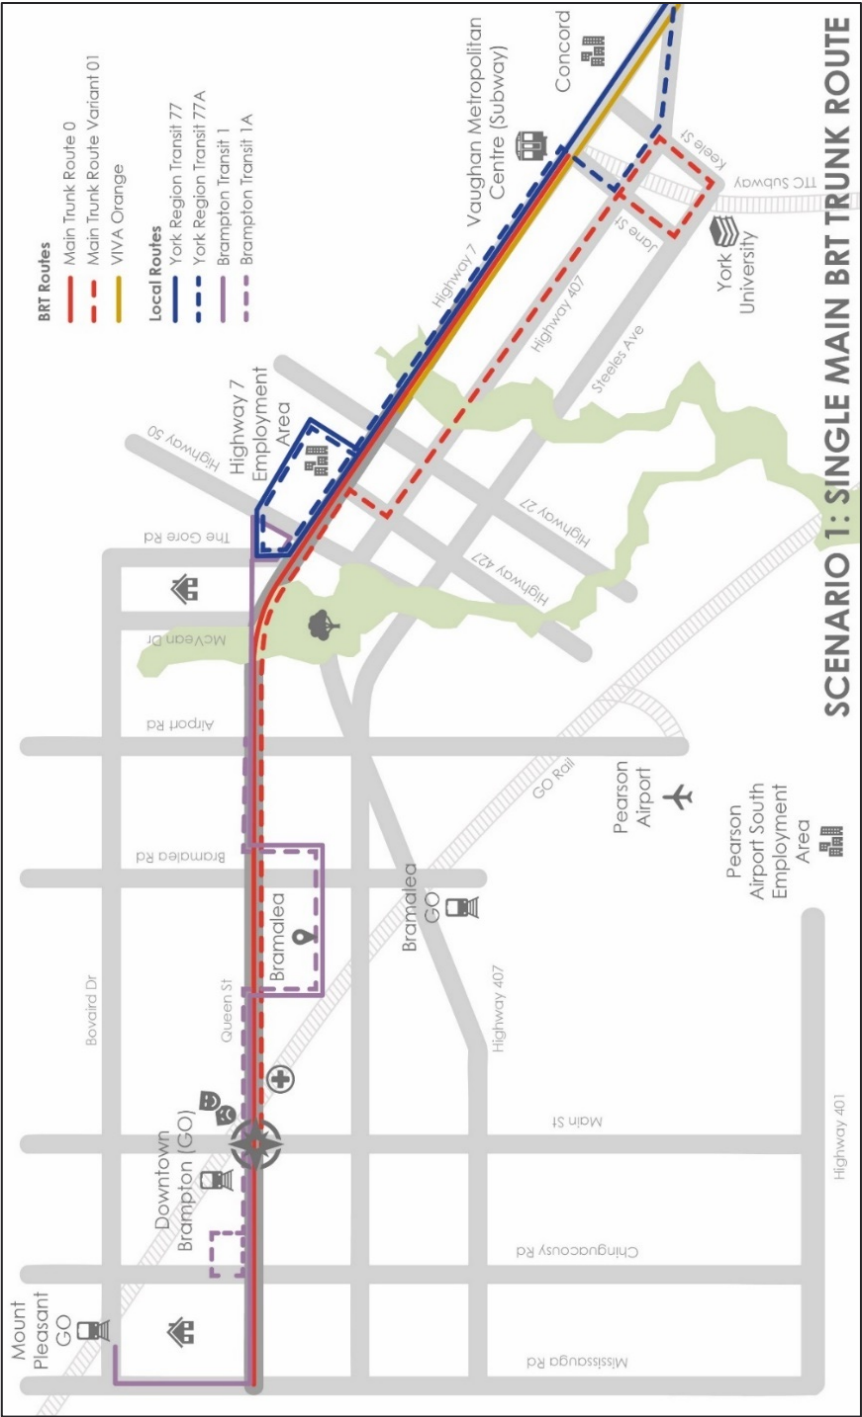 BRT Routes
Main Trunk Route 0
Main Trunk Route Variant 01
VIVA Orange
Local Routes
York Region Transit 77
York Region Transit 77A
Brampton Transit 1
Brampton Transit 1A
Mount
Pleasant
GO
Downtown
Brampton (GO)
Bovaird Dr
Queen St
Bramalea
Bramalea Rd
Airport Rd
McVean Dr
The Gore Rd
Highway 50
Highway 7
Employment
Area
Highway 7
Vaughan Metropolitan
Centre (Subway)
Concord
Keele St
TTC Subway
Jane St
York
University
Highway 407
Steeles Ave
Highway 27
Highway 427
GO Rail
Pearson
Airport
Bramalea
GO
Pearson
Airport South
Employment
Area
Highway 407
Main St
Highway 401
Chinguacousy Rd
Mississauga Rd
SCENARIO 1: SINGLE MAIN BRT TRUNK ROUTE